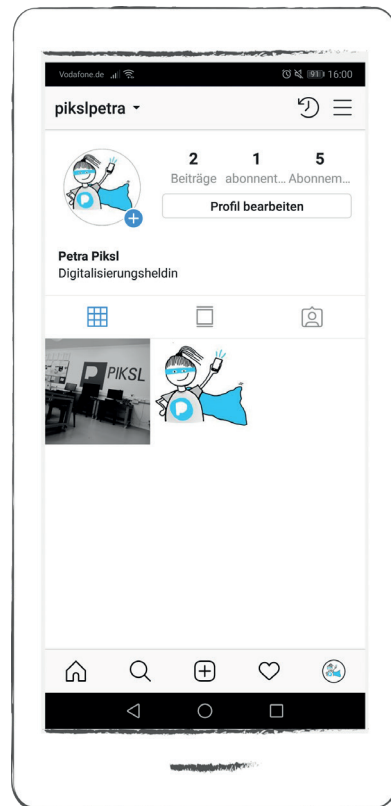 Vodafone.de 91 16:00
pikslpetra
2 1 5
Beiträge abonnent... Abonnem...
Profil bearbeiten
Petra Piksl
Digitalisierungsheldin
PIKSL